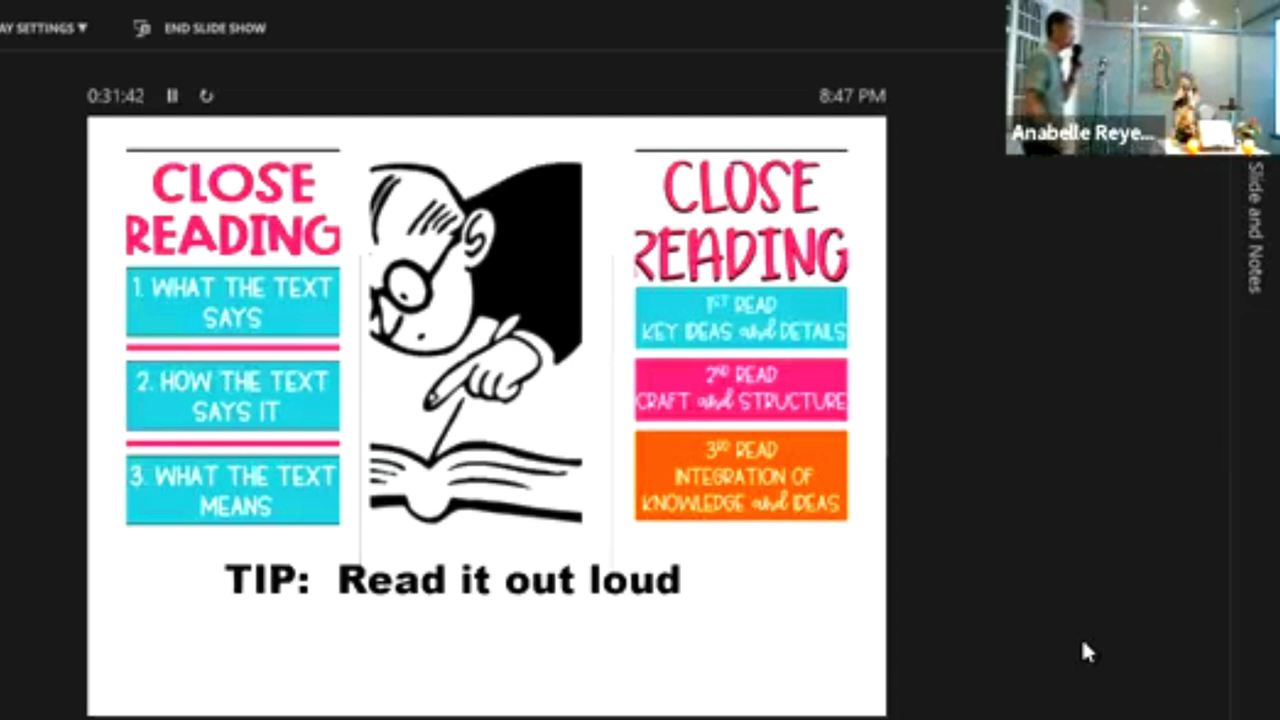 AY SETTINGS ▼
END SLIDE SHOW
0:31:42
8:47 PM
Anabelle Reye...
Slide and Notes
CLOSE
READING
1. WHAT THE TEXT
SAYS
2. HOW THE TEXT
SAYS IT
3. WHAT THE TEXT
MEANS
CLOSE
READING
1ST READ
KEY IDEAS and DETAILS
2ND READ
CRAFT and STRUCTURE
3RD READ
INTEGRATION OF
KNOWLEDGE and IDEAS
TIP: Read it out loud